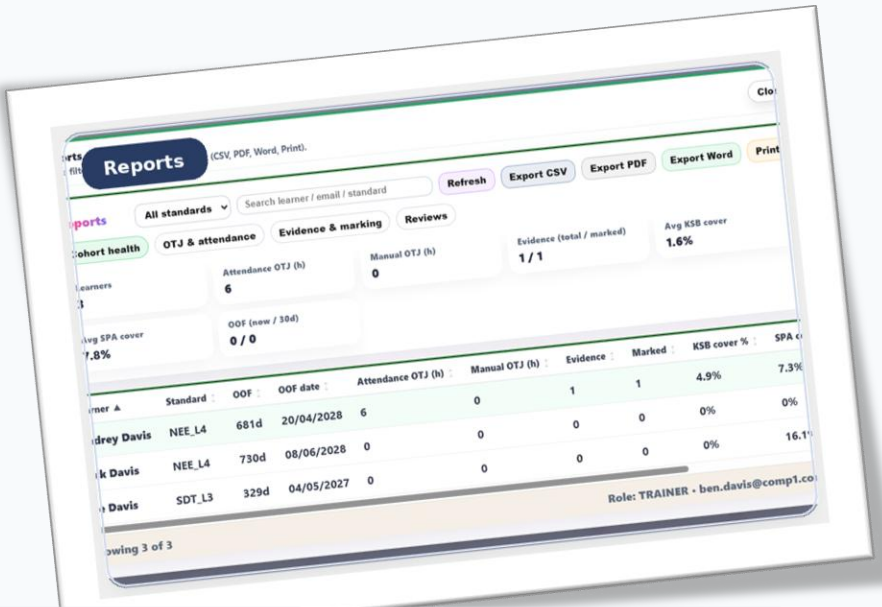 Clo
Reports
(CSV, PDF, Word, Print).
ports
All standards
Search learner / email / standard
Refresh
Export CSV
Export PDF
Export Word
Print
Cohort health
OTJ & attendance
Evidence & marking
Reviews
Learners
3
Attendance OTJ (h)
6
Manual OTJ (h)
0
Evidence (total / marked)
1 / 1
Avg KSB cover
1.6%
Avg SPA cover
7.8%
OOF (now / 30d)
0 / 0
rner ▲ Standard OOF OOF date Attendance OTJ (h) Manual OTJ (h) Evidence Marked KSB cover % SPA c
drey Davis NEE_L4 681d 20/04/2028 6 0 1 1 4.9% 7.3%
k Davis NEE_L4 730d 08/06/2028 0 0 0 0 0% 0%
e Davis SDT_L3 329d 04/05/2027 0 0 0 0 0% 16.1
owing 3 of 3
Role: TRAINER • ben.davis@comp1.co